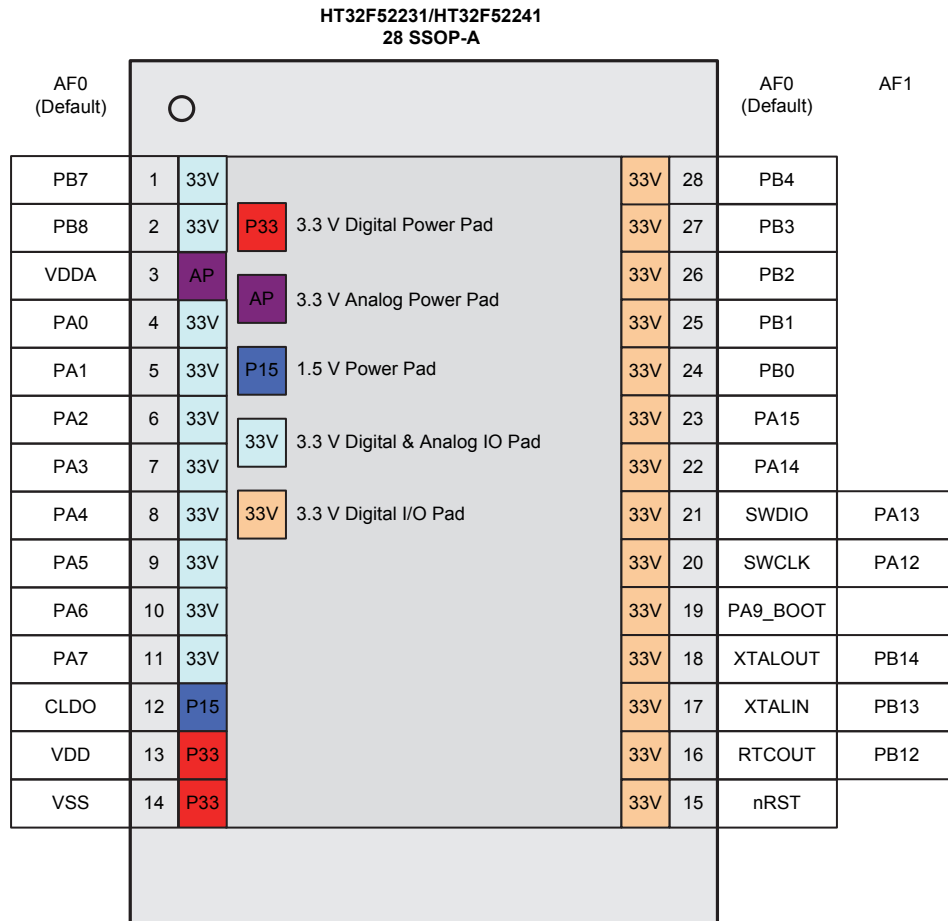 HT32F52231/HT32F52241
28 SSOP-A
AF0
(Default)
AF0
(Default)
AF1
PB7 1 33V 33V 28 PB4
PB8 2 33V P33 3.3 V Digital Power Pad 33V 27 PB3
VDDA 3 AP 33V 26 PB2
AP 3.3 V Analog Power Pad
PA0 4 33V 33V 25 PB1
PA1 5 33V P15 1.5 V Power Pad 33V 24 PB0
PA2 6 33V 33V 23 PA15
33V 3.3 V Digital & Analog IO Pad
PA3 7 33V 33V 22 PA14
PA4 8 33V 33V 3.3 V Digital I/O Pad 33V 21 SWDIO PA13
PA5 9 33V 33V 20 SWCLK PA12
PA6 10 33V 33V 19 PA9_BOOT
PA7 11 33V 33V 18 XTALOUT PB14
CLDO 12 P15 33V 17 XTALIN PB13
VDD 13 P33 33V 16 RTCOUT PB12
VSS 14 P33 33V 15 nRST